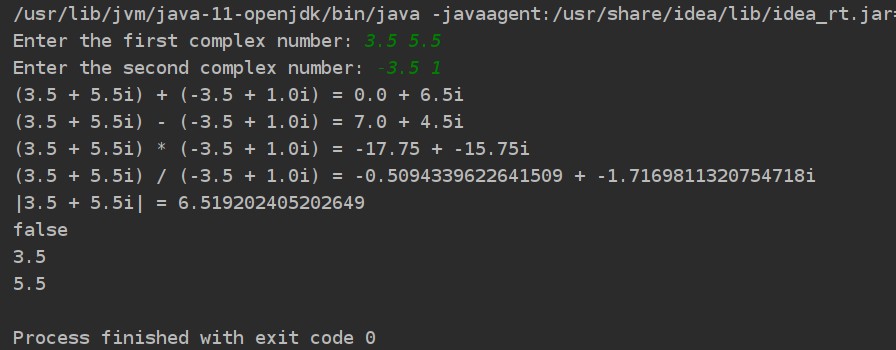 /usr/lib/jvm/java-11-openjdk/bin/java -javaagent:/usr/share/idea/lib/idea_rt.jar=
Enter the first complex number: 3.5 5.5
Enter the second complex number: -3.5 1
(3.5 + 5.5i) + (-3.5 + 1.0i) = 0.0 + 6.5i
(3.5 + 5.5i) - (-3.5 + 1.0i) = 7.0 + 4.5i
(3.5 + 5.5i) * (-3.5 + 1.0i) = -17.75 + -15.75i
(3.5 + 5.5i) / (-3.5 + 1.0i) = -0.5094339622641509 + -1.7169811320754718i
|3.5 + 5.5i| = 6.519202405202649
false
3.5
5.5
Process finished with exit code 0